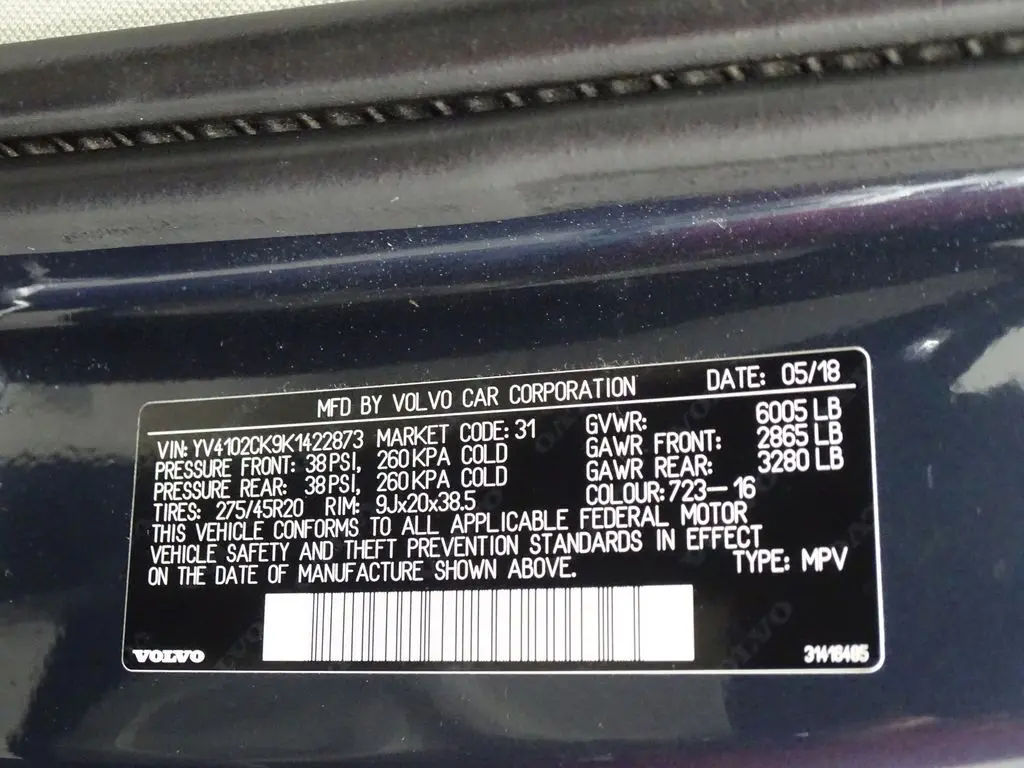 MFD BY VOLVO CAR CORPORATION DATE: 05/18
VIN: YV4102CK9K1422873 MARKET CODE: 31 GVWR: 6005 LB
PRESSURE FRONT: 38 PSI, 260 KPA COLD GAWR FRONT: 2865 LB
PRESSURE REAR: 38 PSI, 260 KPA COLD GAWR REAR: 3280 LB
TIRES: 275/45R20 RIM: 9Jx20x38.5 COLOUR: 723-16
THIS VEHICLE CONFORMS TO ALL APPLICABLE FEDERAL MOTOR
VEHICLE SAFETY AND THEFT PREVENTION STANDARDS IN EFFECT
ON THE DATE OF MANUFACTURE SHOWN ABOVE. TYPE: MPV
VOLVO 31416405